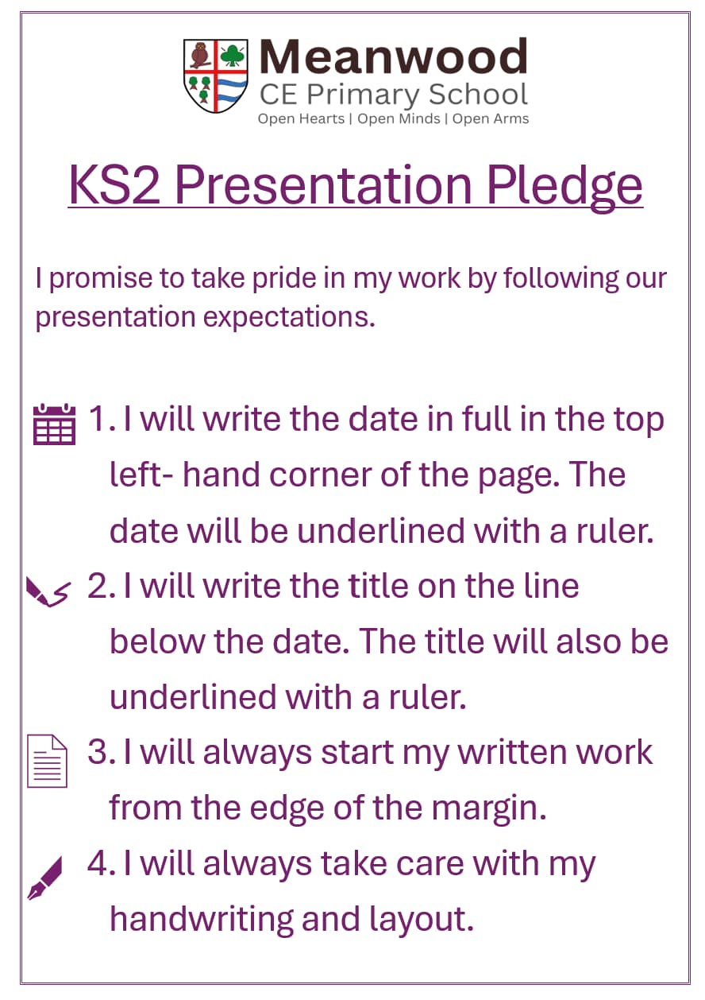 Meanwood
CE Primary School
Open Hearts | Open Minds | Open Arms
KS2 Presentation Pledge
I promise to take pride in my work by following our
presentation expectations.
1. I will write the date in full in the top
left- hand corner of the page. The
date will be underlined with a ruler.
2. I will write the title on the line
below the date. The title will also be
underlined with a ruler.
3. I will always start my written work
from the edge of the margin.
4. I will always take care with my
handwriting and layout.